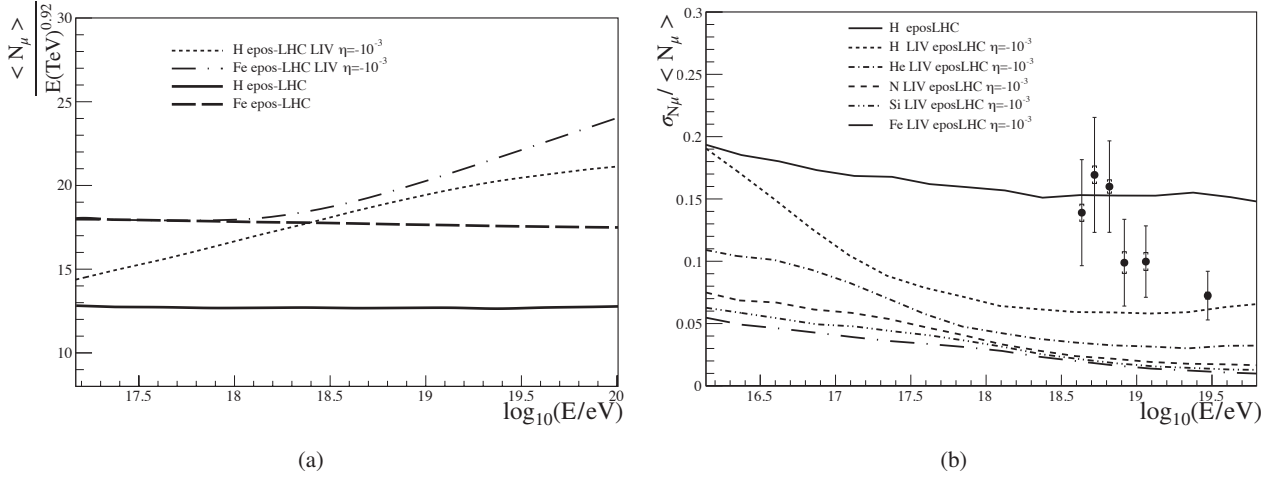 < N_μ >
E(TeV)^0.92
30
25
20
15
10
H epos-LHC LIV η=-10^-3
Fe epos-LHC LIV η=-10^-3
H epos-LHC
Fe epos-LHC
17.5 18 18.5 19 19.5 20
log_10(E/eV)
(a)
σ_Nμ / < N_μ >
0.3
0.25
0.2
0.15
0.1
0.05
0
H eposLHC
H LIV eposLHC η=-10^-3
He LIV eposLHC η=-10^-3
N LIV eposLHC η=-10^-3
Si LIV eposLHC η=-10^-3
Fe LIV eposLHC η=-10^-3
16.5 17 17.5 18 18.5 19 19.5
log_10(E/eV)
(b)